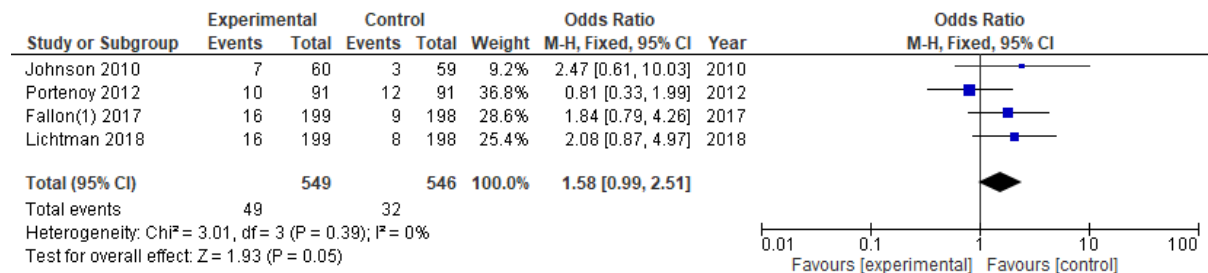 Experimental Control Odds Ratio Odds Ratio
Study or Subgroup Events Total Events Total Weight M-H, Fixed, 95% CI Year M-H, Fixed, 95% CI
Johnson 2010 7 60 3 59 9.2% 2.47 [0.61, 10.03] 2010
Portenoy 2012 10 91 12 91 36.8% 0.81 [0.33, 1.99] 2012
Fallon(1) 2017 16 199 9 198 28.6% 1.84 [0.79, 4.26] 2017
Lichtman 2018 16 199 8 198 25.4% 2.08 [0.87, 4.97] 2018
Total (95% CI) 549 546 100.0% 1.58 [0.99, 2.51]
Total events 49 32
Heterogeneity: Chi² = 3.01, df = 3 (P = 0.39); I² = 0%
Test for overall effect: Z = 1.93 (P = 0.05)
0.01 0.1 1 10 100
Favours [experimental] Favours [control]